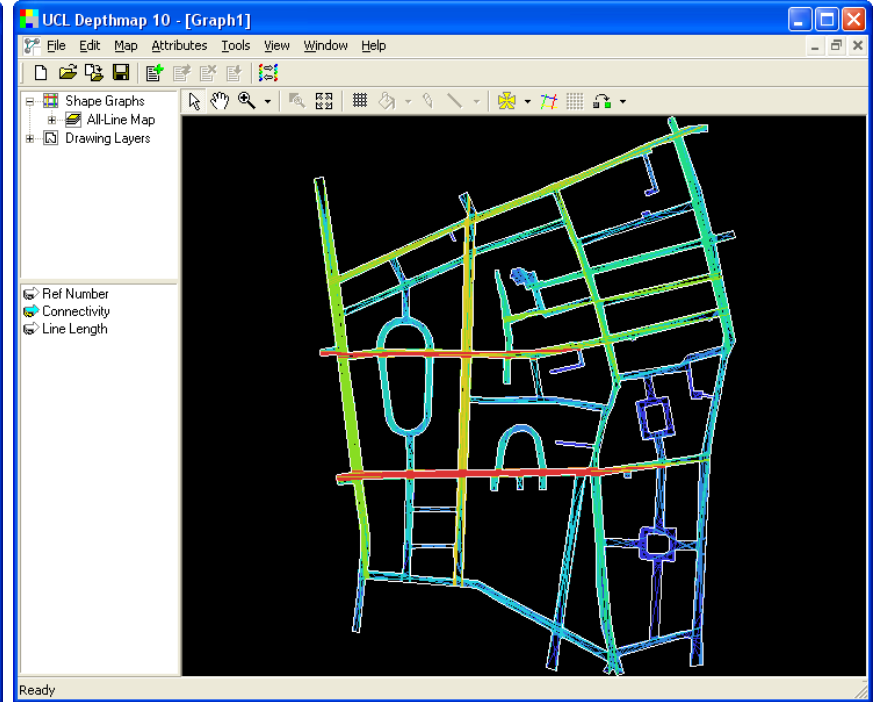 UCL Depthmap 10 - [Graph1]
File Edit Map Attributes Tools View Window Help
Shape Graphs
All-Line Map
Drawing Layers
Ref Number
Connectivity
Line Length
Ready